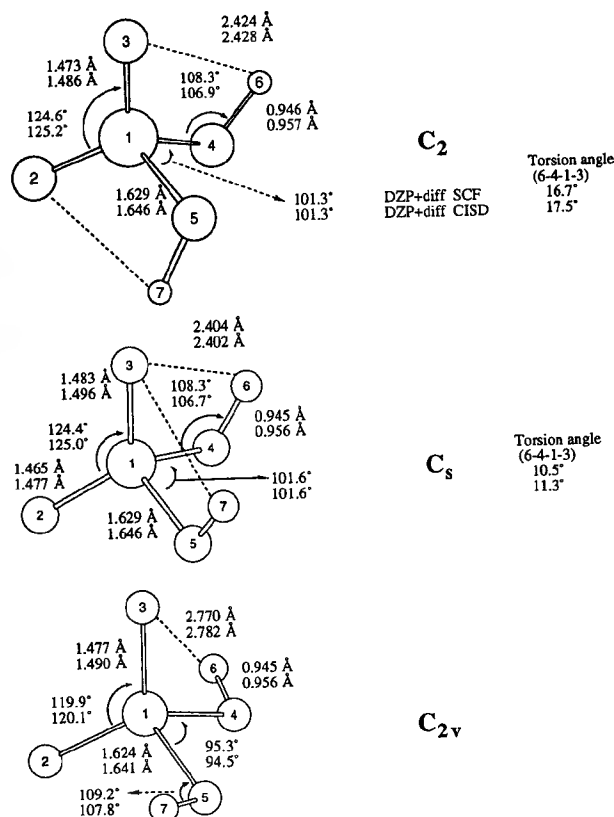 2.424 Å
2.428 Å
3
1.473 Å
1.486 Å
108.3°
106.9°
6
124.6°
125.2°
0.946 Å
0.957 Å
1
4
C2
2
1.629 Å
1.646 Å
5
7
101.3° DZP+diff SCF
101.3° DZP+diff CISD
Torsion angle
(6-4-1-3)
16.7°
17.5°
2.404 Å
2.402 Å
3
1.483 Å
1.496 Å
108.3°
106.7°
6
124.4°
125.0°
0.945 Å
0.956 Å
1
4
1.465 Å
1.477 Å
101.6°
101.6°
7
2
1.629 Å
1.646 Å
5
Cs
Torsion angle
(6-4-1-3)
10.5°
11.3°
3
2.770 Å
2.782 Å
1.477 Å
1.490 Å
6
0.945 Å
0.956 Å
119.9°
120.1°
1
4
C2v
2
1.624 Å
1.641 Å
95.3°
94.5°
109.2°
107.8°
7
5